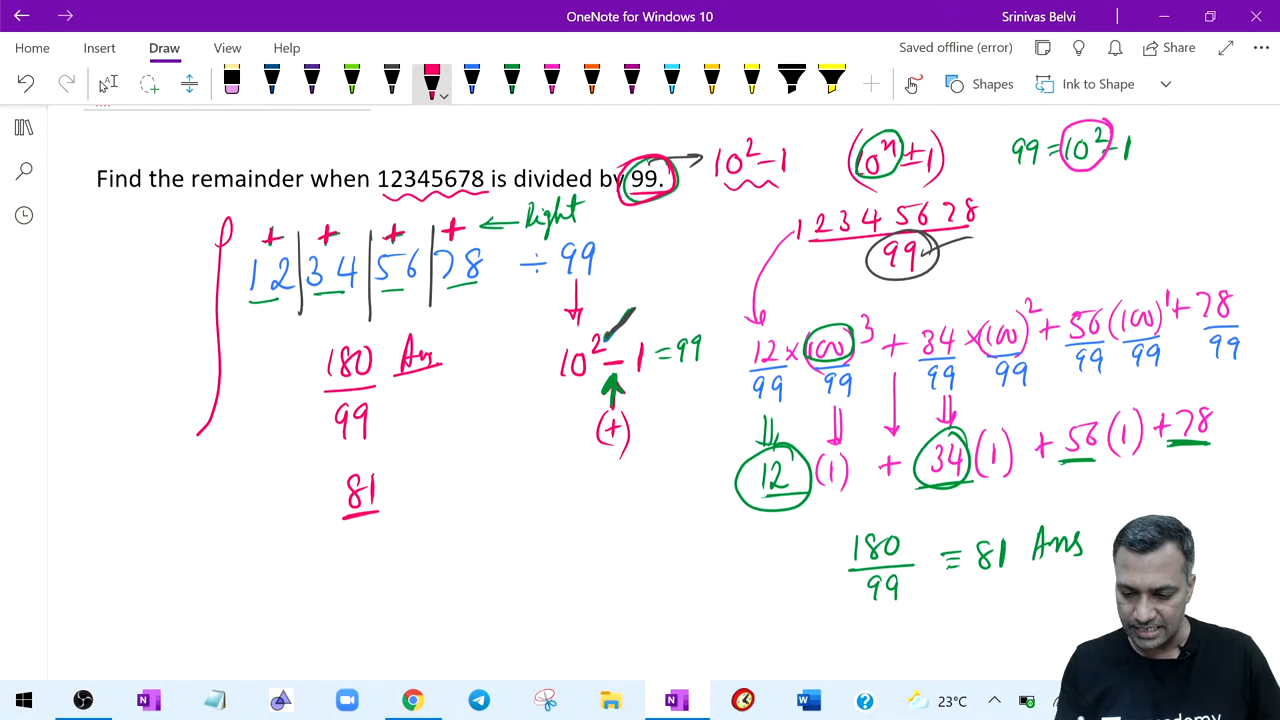 OneNote for Windows 10
Srinivas Belvi
Home Insert Draw View Help
Saved offline (error)
Share
Shapes
Ink to Shape
Find the remainder when 12345678 is divided by 99.
10²-1
(10ⁿ±1)
99=10²-1
Right
+ + + +
12|34|56|78 ÷ 99
12345678
99
180
99
Ans
81
10²-1=99
(+)
12/99 × (100)³/99 + 34/99 × (100)²/99 + 56/99 (100)¹/99 + 78/99
12 (1) + 34 (1) + 56 (1) + 78
180/99 ≡ 81 Ans
23°C